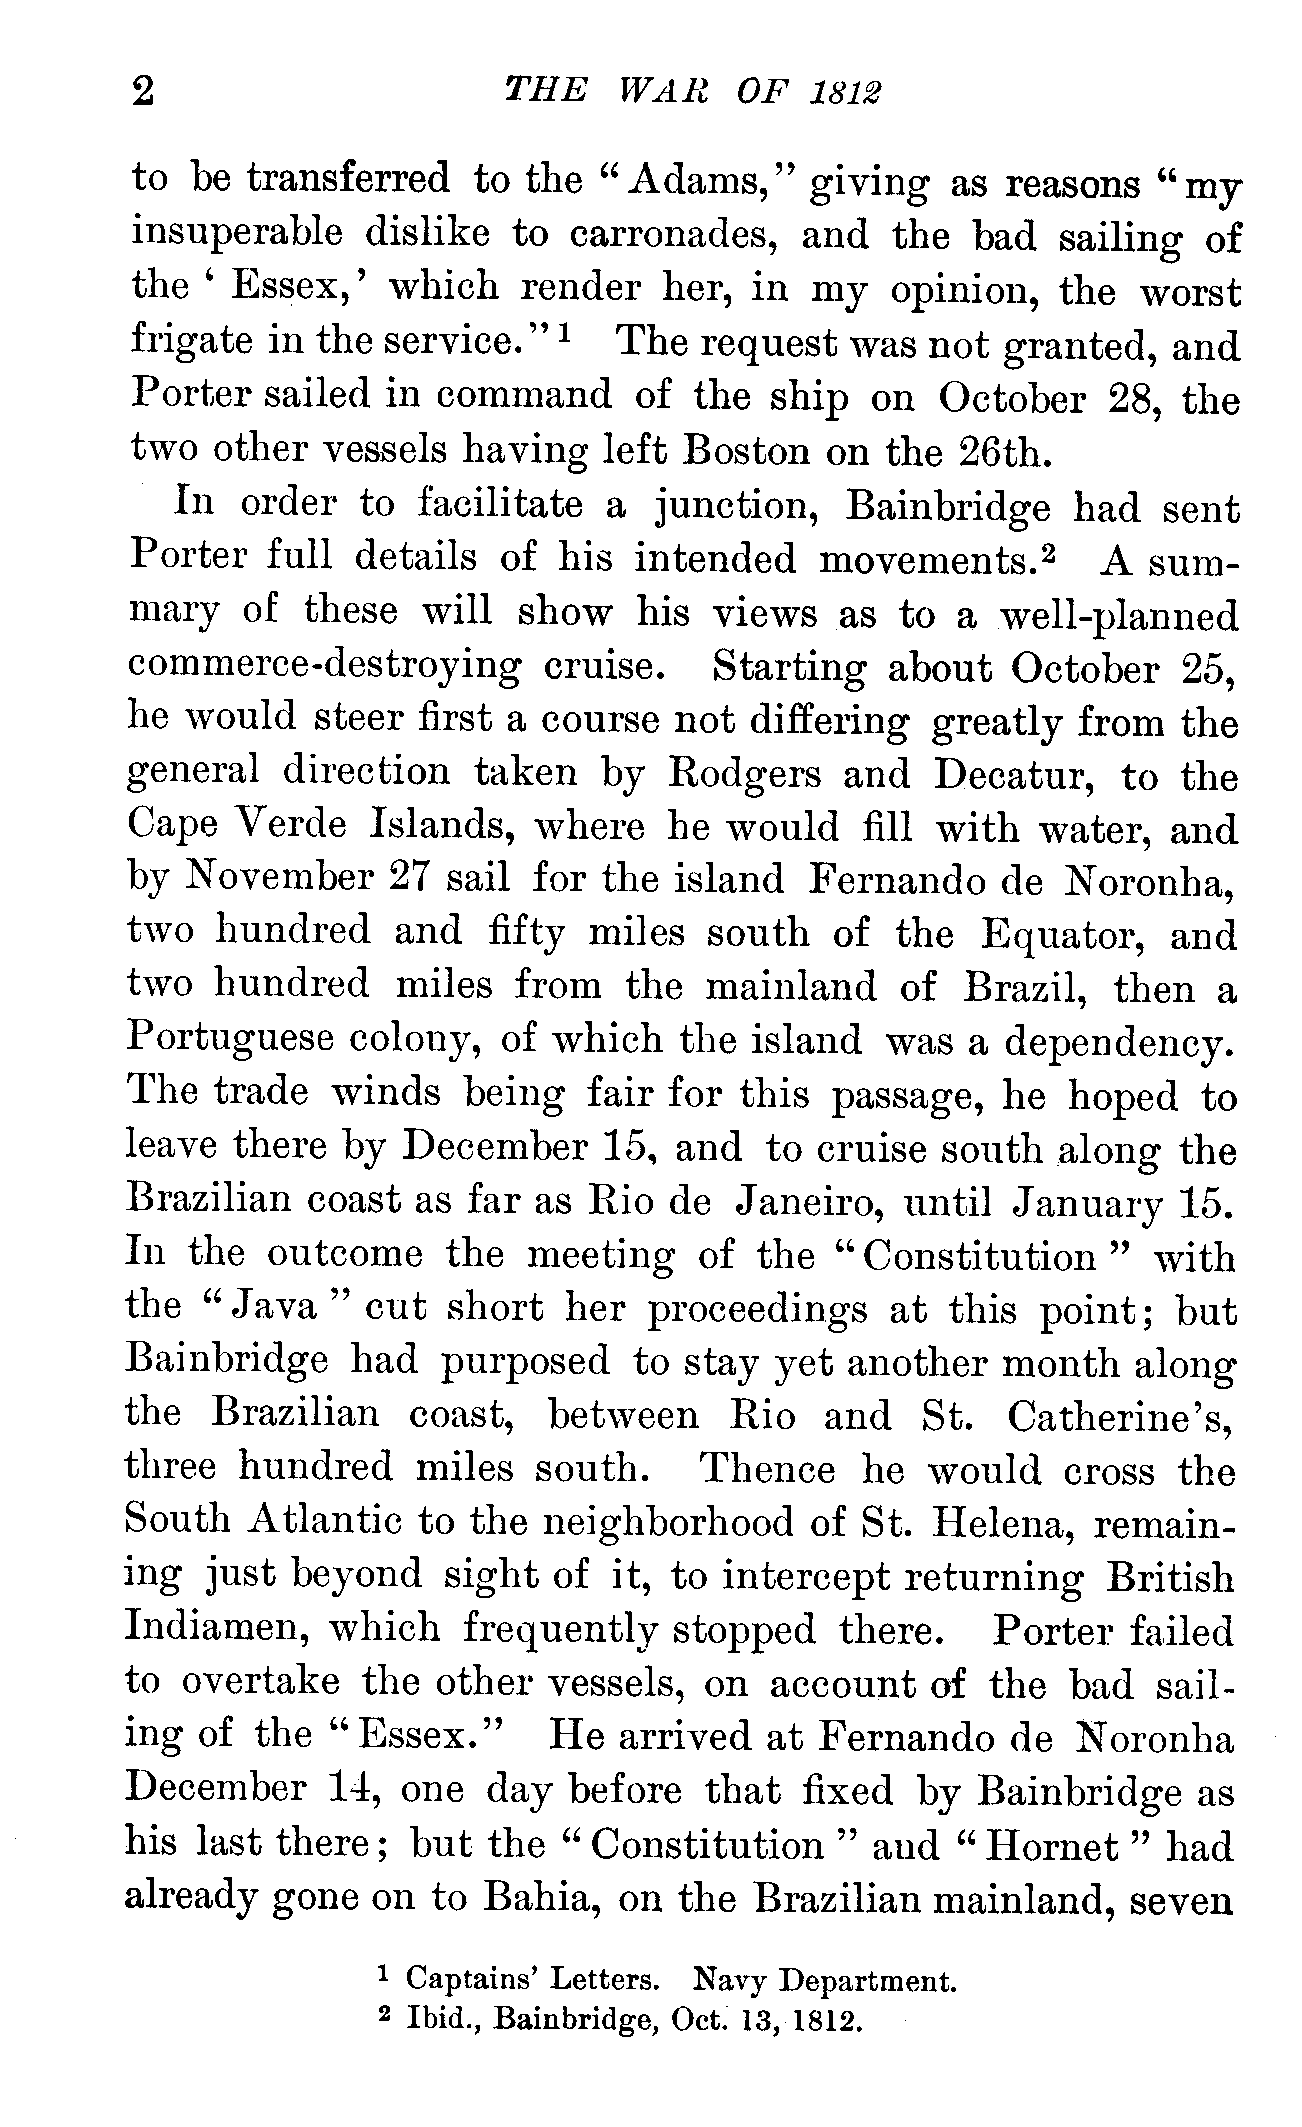 2 THE WAR OF 1812
to be transferred to the “Adams,” giving as reasons “my
insuperable dislike to carronades, and the bad sailing of
the ‘Essex,’ which render her, in my opinion, the worst
frigate in the service.” ¹ The request was not granted, and
Porter sailed in command of the ship on October 28, the
two other vessels having left Boston on the 26th.
In order to facilitate a junction, Bainbridge had sent
Porter full details of his intended movements.² A sum-
mary of these will show his views as to a well-planned
commerce-destroying cruise. Starting about October 25,
he would steer first a course not differing greatly from the
general direction taken by Rodgers and Decatur, to the
Cape Verde Islands, where he would fill with water, and
by November 27 sail for the island Fernando de Noronha,
two hundred and fifty miles south of the Equator, and
two hundred miles from the mainland of Brazil, then a
Portuguese colony, of which the island was a dependency.
The trade winds being fair for this passage, he hoped to
leave there by December 15, and to cruise south along the
Brazilian coast as far as Rio de Janeiro, until January 15.
In the outcome the meeting of the “Constitution” with
the “Java” cut short her proceedings at this point; but
Bainbridge had purposed to stay yet another month along
the Brazilian coast, between Rio and St. Catherine’s,
three hundred miles south. Thence he would cross the
South Atlantic to the neighborhood of St. Helena, remain-
ing just beyond sight of it, to intercept returning British
Indiamen, which frequently stopped there. Porter failed
to overtake the other vessels, on account of the bad sail-
ing of the “Essex.” He arrived at Fernando de Noronha
December 14, one day before that fixed by Bainbridge as
his last there; but the “Constitution” and “Hornet” had
already gone on to Bahia, on the Brazilian mainland, seven
¹ Captains’ Letters. Navy Department.
² Ibid., Bainbridge, Oct. 13, 1812.